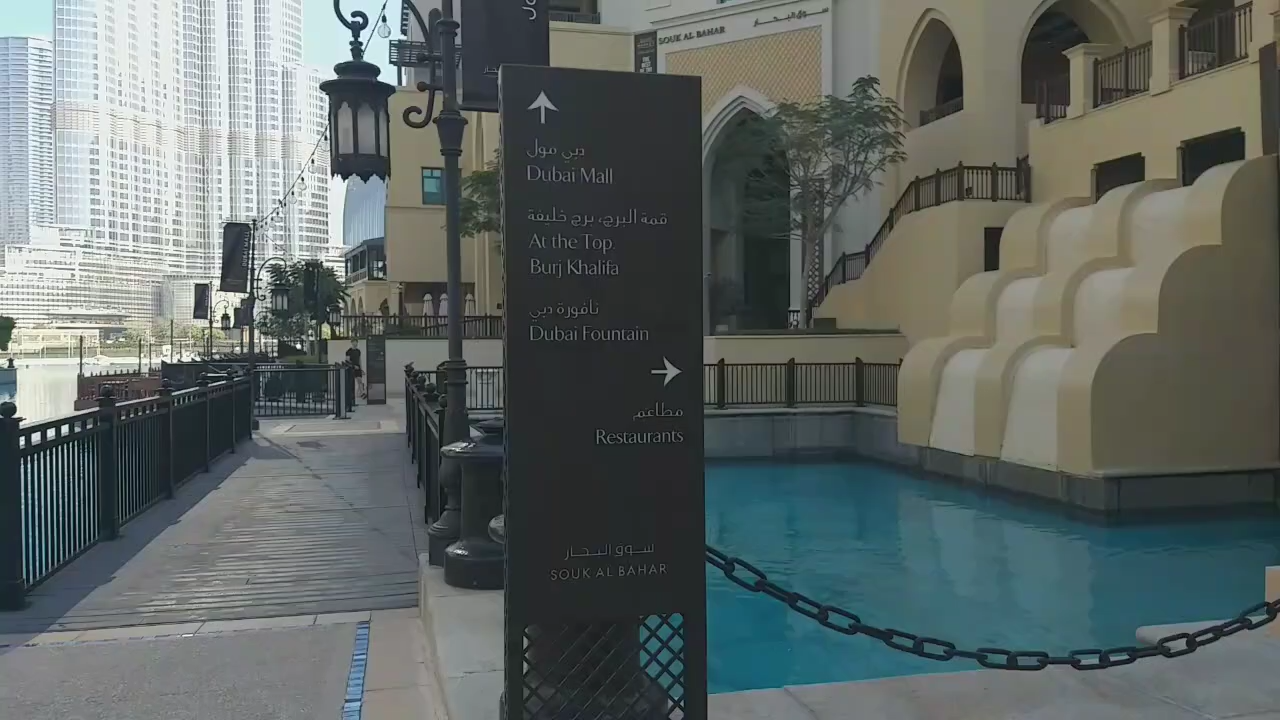 سوق البحار
SOUK AL BAHAR
دبي مول
Dubai Mall
قمة البرج، برج خليفة
At the Top,
Burj Khalifa
نافورة دبي
Dubai Fountain
مطاعم
Restaurants
سوق البحار
SOUK AL BAHAR